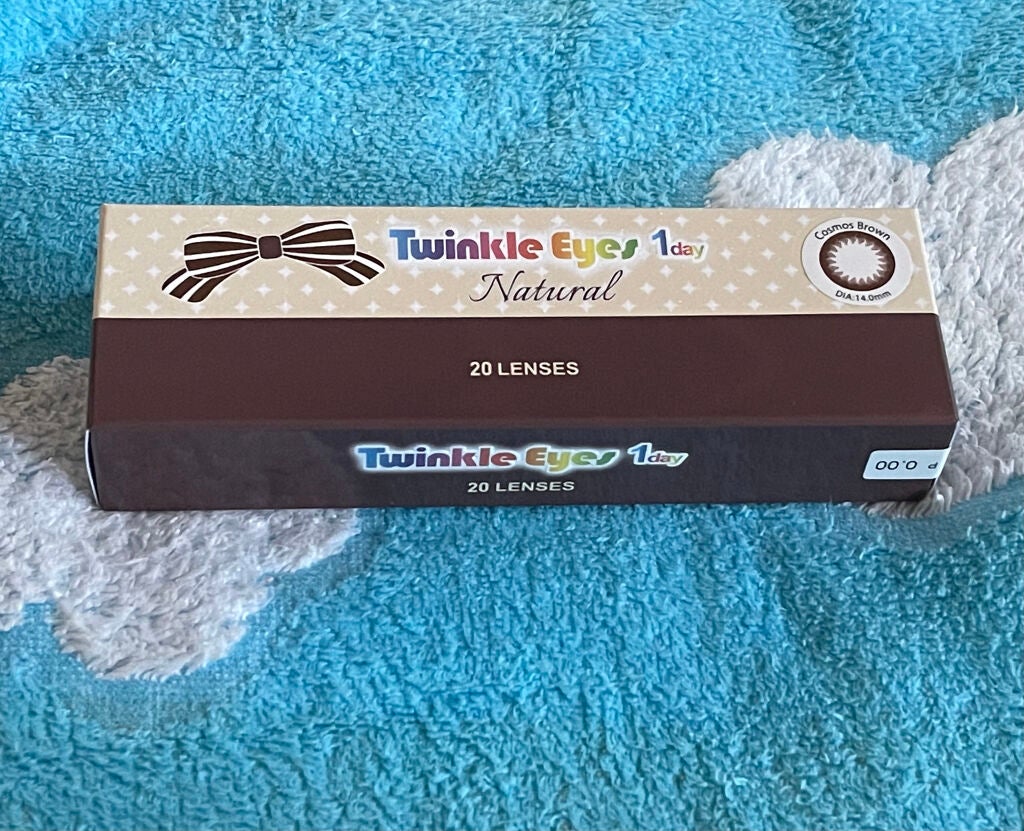 Twinkle Eyes 1day
Natural
Cosmos Brown
DIA:14.0mm
20 LENSES
Twinkle Eyes 1day
20 LENSES
P 0.00